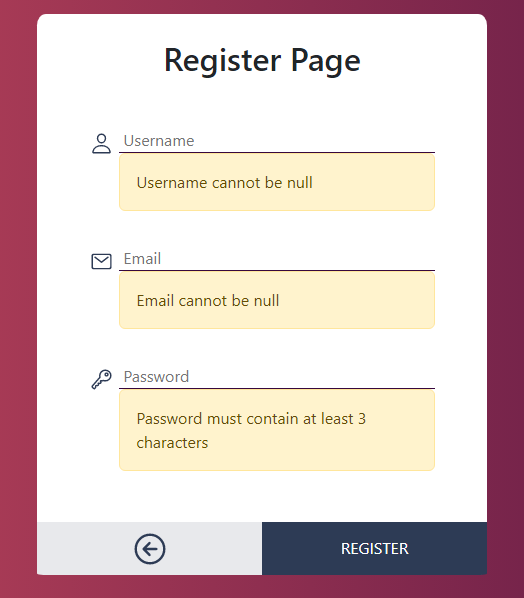 Register Page
Username
Username cannot be null
Email
Email cannot be null
Password
Password must contain at least 3
characters
REGISTER